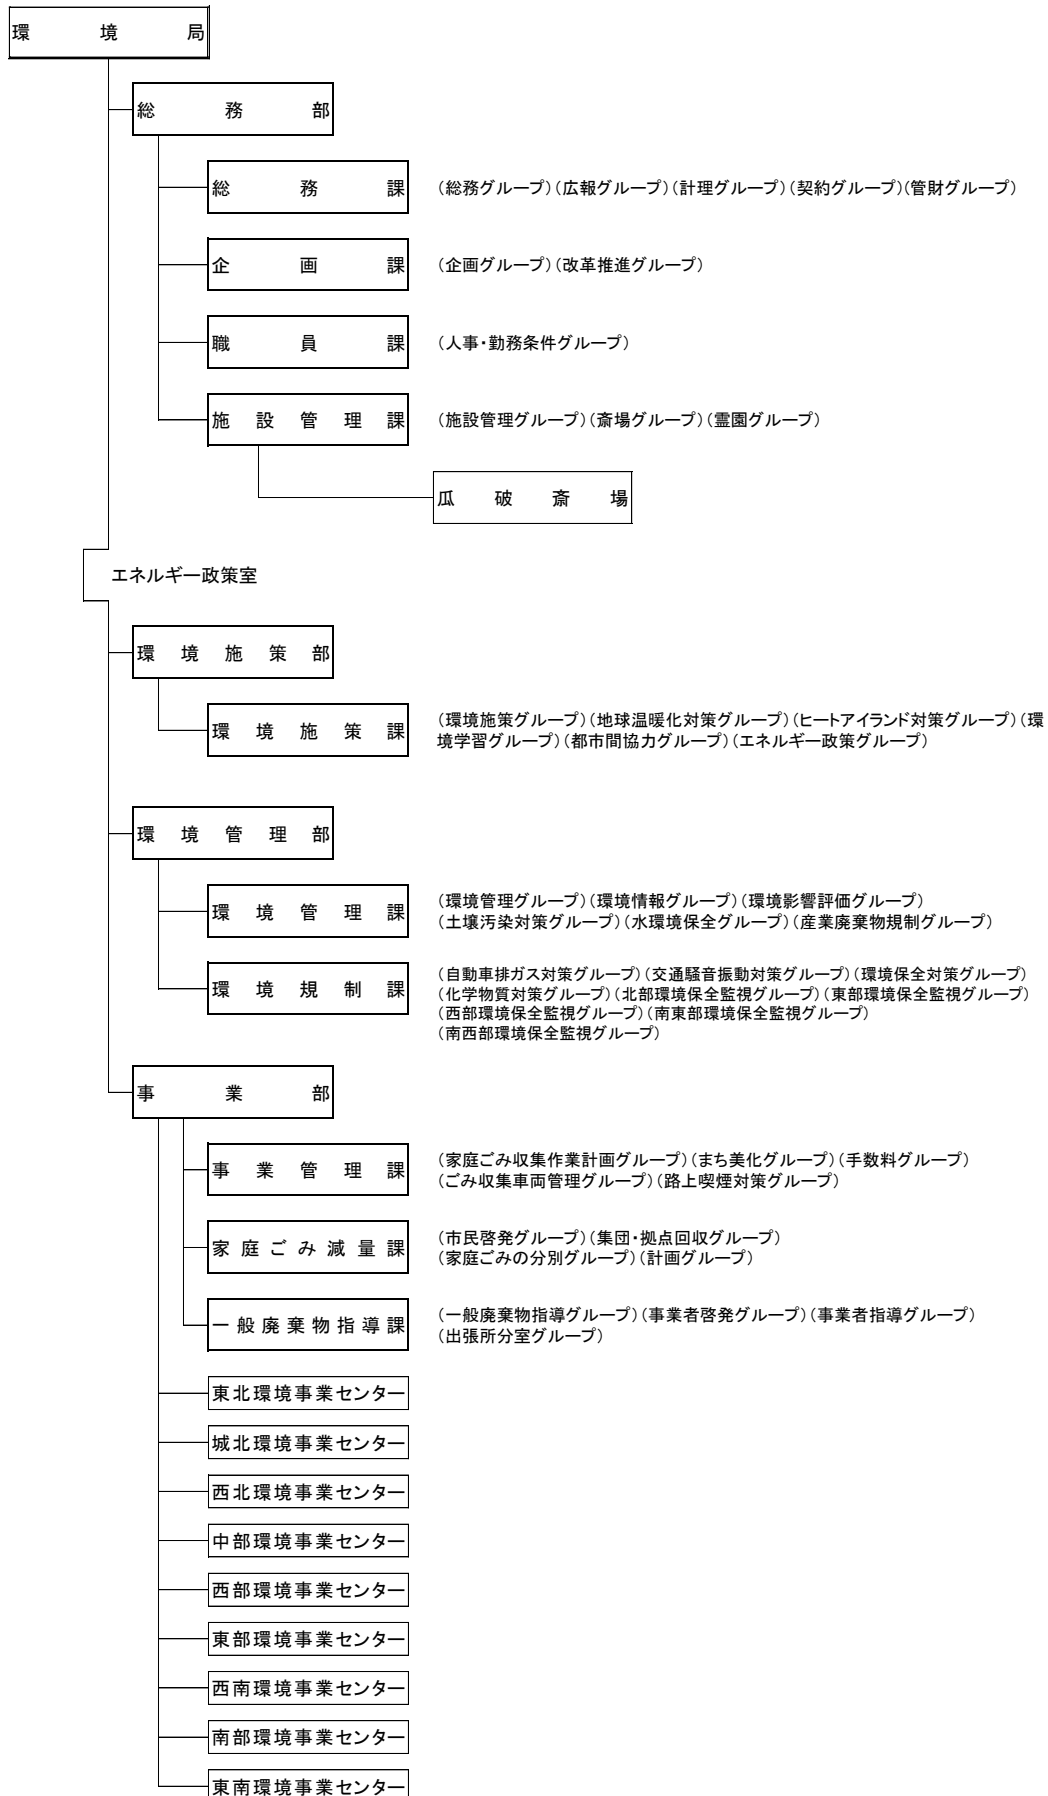 環境局
総務部
総務課 （総務グループ）（広報グループ）（計理グループ）（契約グループ）（管財グループ）
企画課 （企画グループ）（改革推進グループ）
職員課 （人事・勤務条件グループ）
施設管理課 （施設管理グループ）（斎場グループ）（霊園グループ）
瓜破斎場
エネルギー政策室
環境施策部
環境施策課 （環境施策グループ）（地球温暖化対策グループ）（ヒートアイランド対策グループ）（環
境学習グループ）（都市間協力グループ）（エネルギー政策グループ）
環境管理部
環境管理課 （環境管理グループ）（環境情報グループ）（環境影響評価グループ）
（土壌汚染対策グループ）（水環境保全グループ）（産業廃棄物規制グループ）
環境規制課 （自動車排ガス対策グループ）（交通騒音振動対策グループ）（環境保全対策グループ）
（化学物質対策グループ）（北部環境保全監視グループ）（東部環境保全監視グループ）
（西部環境保全監視グループ）（南東部環境保全監視グループ）
（南西部環境保全監視グループ）
事業部
事業管理課 （家庭ごみ収集作業計画グループ）（まち美化グループ）（手数料グループ）
（ごみ収集車両管理グループ）（路上喫煙対策グループ）
家庭ごみ減量課 （市民啓発グループ）（集団・拠点回収グループ）
（家庭ごみの分別グループ）（計画グループ）
一般廃棄物指導課 （一般廃棄物指導グループ）（事業者啓発グループ）（事業者指導グループ）
（出張所分室グループ）
東北環境事業センター
城北環境事業センター
西北環境事業センター
中部環境事業センター
西部環境事業センター
東部環境事業センター
西南環境事業センター
南部環境事業センター
東南環境事業センター